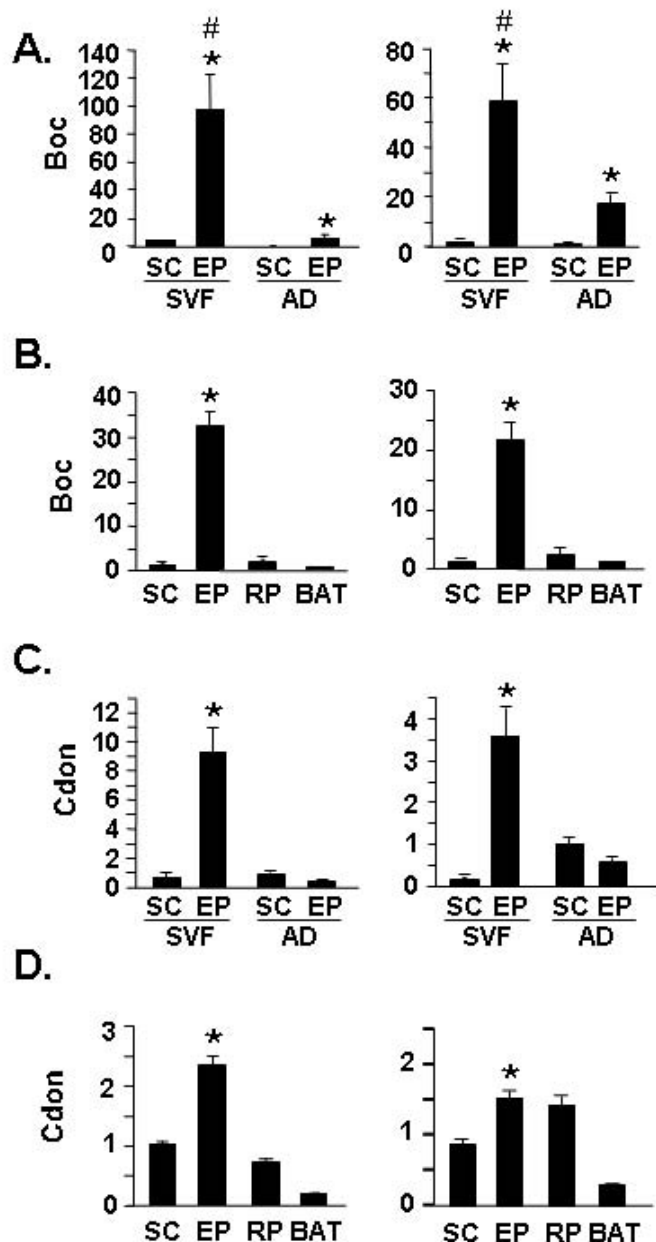 A.
Boc
#
*
140
120
100
80
60
40
20
0
*
SC EP SC EP
SVF AD
#
*
80
60
40
20
0
*
SC EP SC EP
SVF AD
B.
Boc
40
30
20
10
0
*
SC EP RP BAT
30
20
10
0
*
SC EP RP BAT
C.
Cdon
12
10
8
6
4
2
0
*
SC EP SC EP
SVF AD
4
3
2
1
0
*
SC EP SC EP
SVF AD
D.
Cdon
3
2
1
0
*
SC EP RP BAT
2
1
0
*
SC EP RP BAT